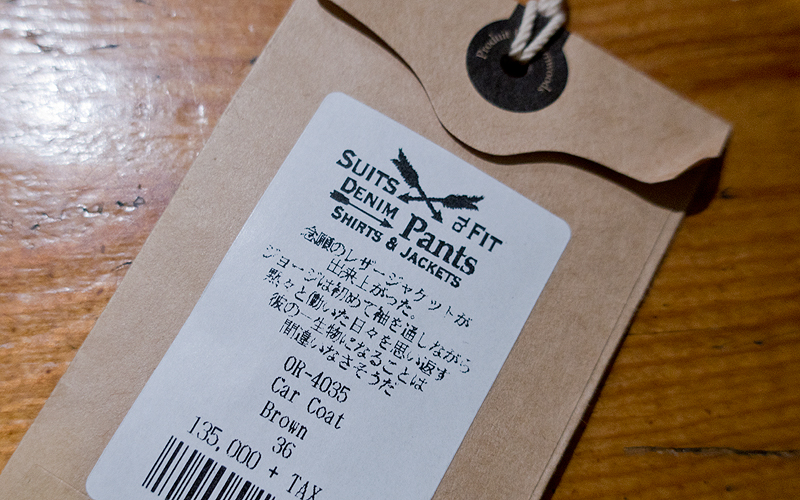 SUITS
DENIM
TO FIT
Pants
SHIRTS & JACKETS
念願のレザージャケットが
出来上がった。
ジョージは初めて袖を通しながら
黙々と働いた日々を思い返す
彼の一生物になることは
間違いなさそうだ
OR-4035
Car Coat
Brown
36
135,000 + TAX